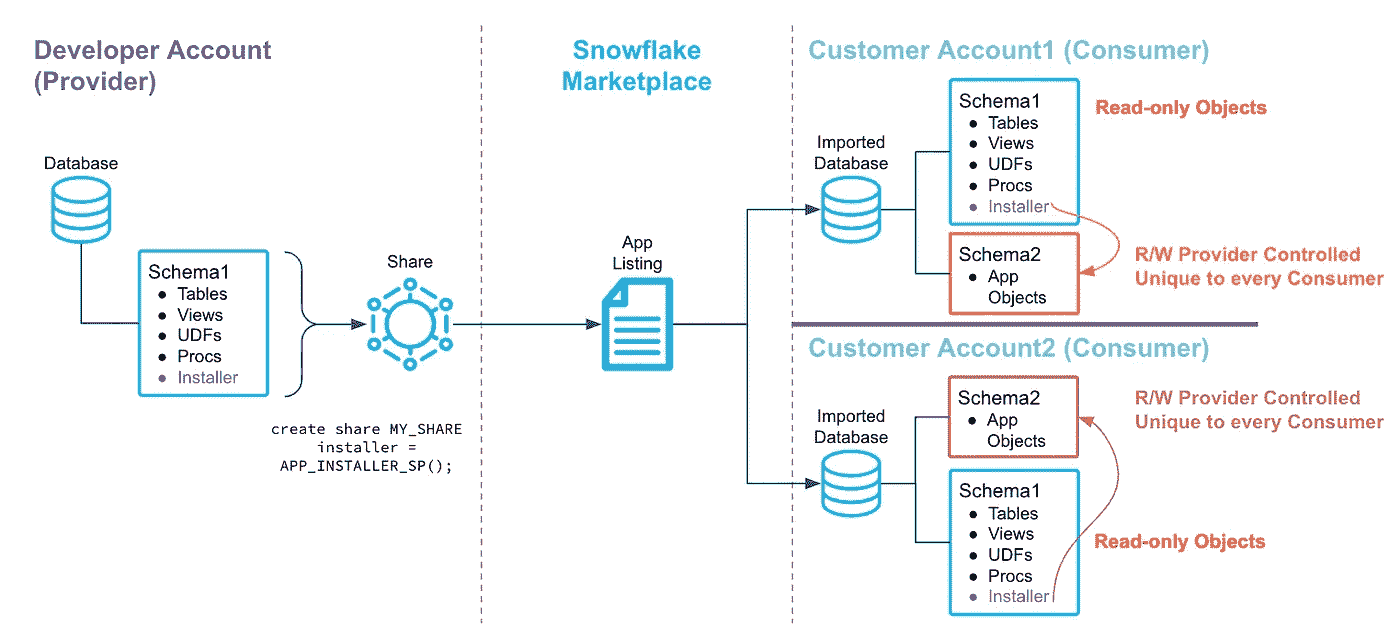 Developer Account
(Provider)
Database
Schema1
● Tables
● Views
● UDFs
● Procs
● Installer
Share
create share MY_SHARE
installer =
APP_INSTALLER_SP();
Snowflake
Marketplace
App
Listing
Customer Account1 (Consumer)
Imported
Database
Schema1
● Tables
● Views
● UDFs
● Procs
● Installer
Read-only Objects
Schema2
● App
Objects
R/W Provider Controlled
Unique to every Consumer
Customer Account2 (Consumer)
Imported
Database
Schema2
● App
Objects
R/W Provider Controlled
Unique to every Consumer
Schema1
● Tables
● Views
● UDFs
● Procs
● Installer
Read-only Objects